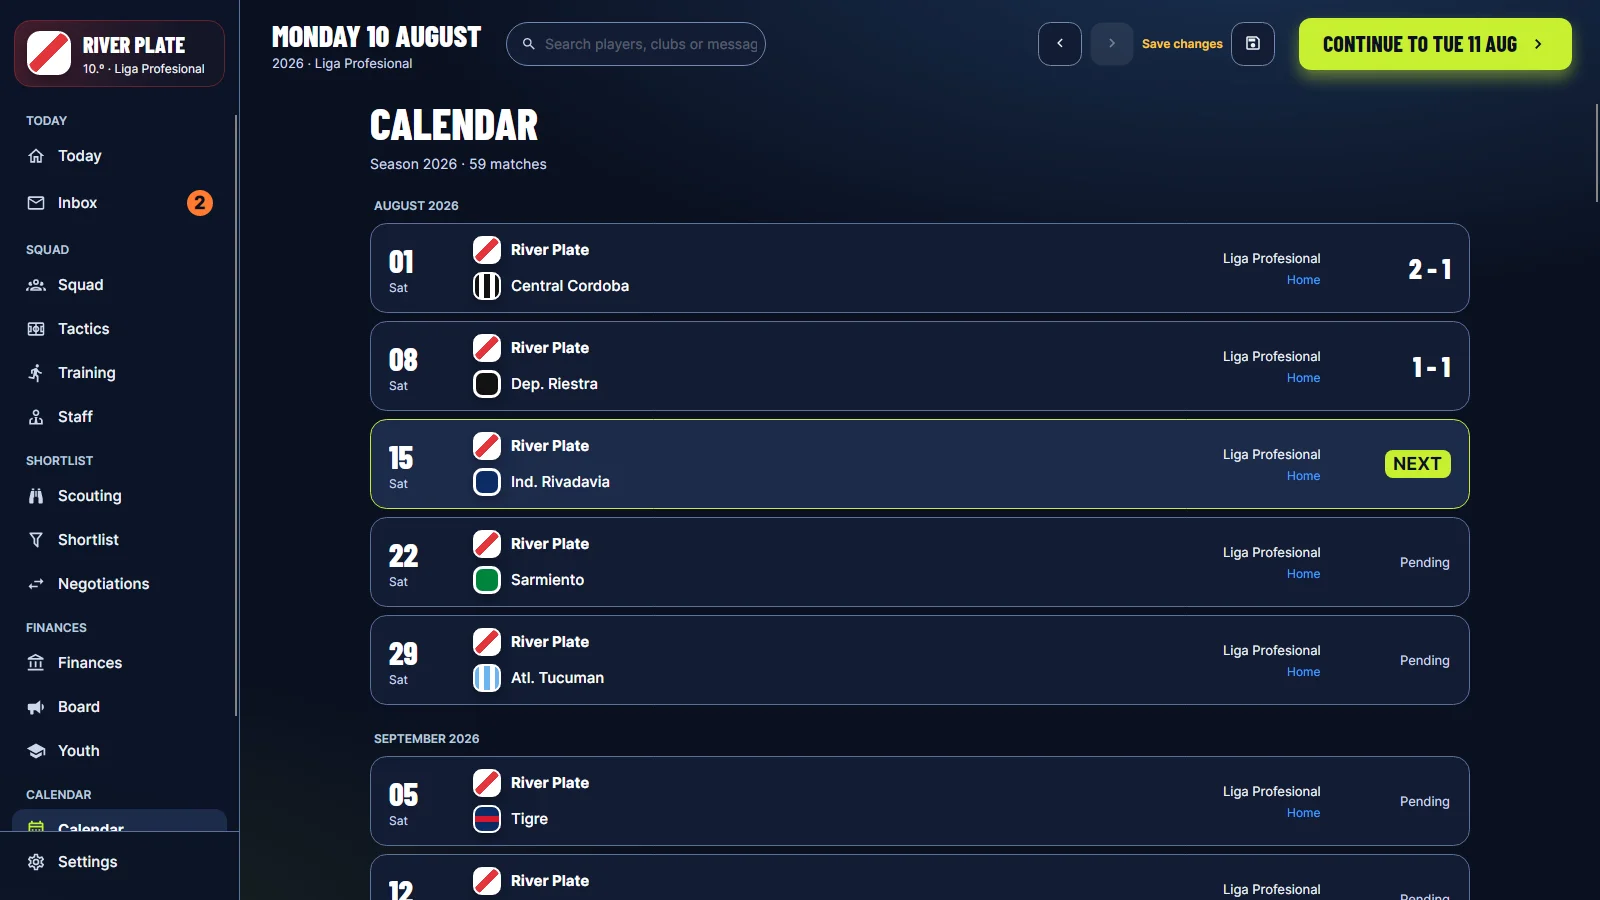 RIVER PLATE
10.º · Liga Profesional
TODAY
Today
Inbox
2
SQUAD
Squad
Tactics
Training
Staff
SHORTLIST
Scouting
Shortlist
Negotiations
FINANCES
Finances
Board
Youth
CALENDAR
Calendar
Settings
MONDAY 10 AUGUST
2026 · Liga Profesional
Search players, clubs or messag
Save changes
CONTINUE TO TUE 11 AUG
CALENDAR
Season 2026 · 59 matches
AUGUST 2026
01
Sat
River Plate
Central Cordoba
Liga Profesional
Home
2 - 1
08
Sat
River Plate
Dep. Riestra
Liga Profesional
Home
1 - 1
15
Sat
River Plate
Ind. Rivadavia
Liga Profesional
Home
NEXT
22
Sat
River Plate
Sarmiento
Liga Profesional
Home
Pending
29
Sat
River Plate
Atl. Tucuman
Liga Profesional
Home
Pending
SEPTEMBER 2026
05
Sat
River Plate
Tigre
Liga Profesional
Home
Pending
12
River Plate
Liga Profesional
Pending